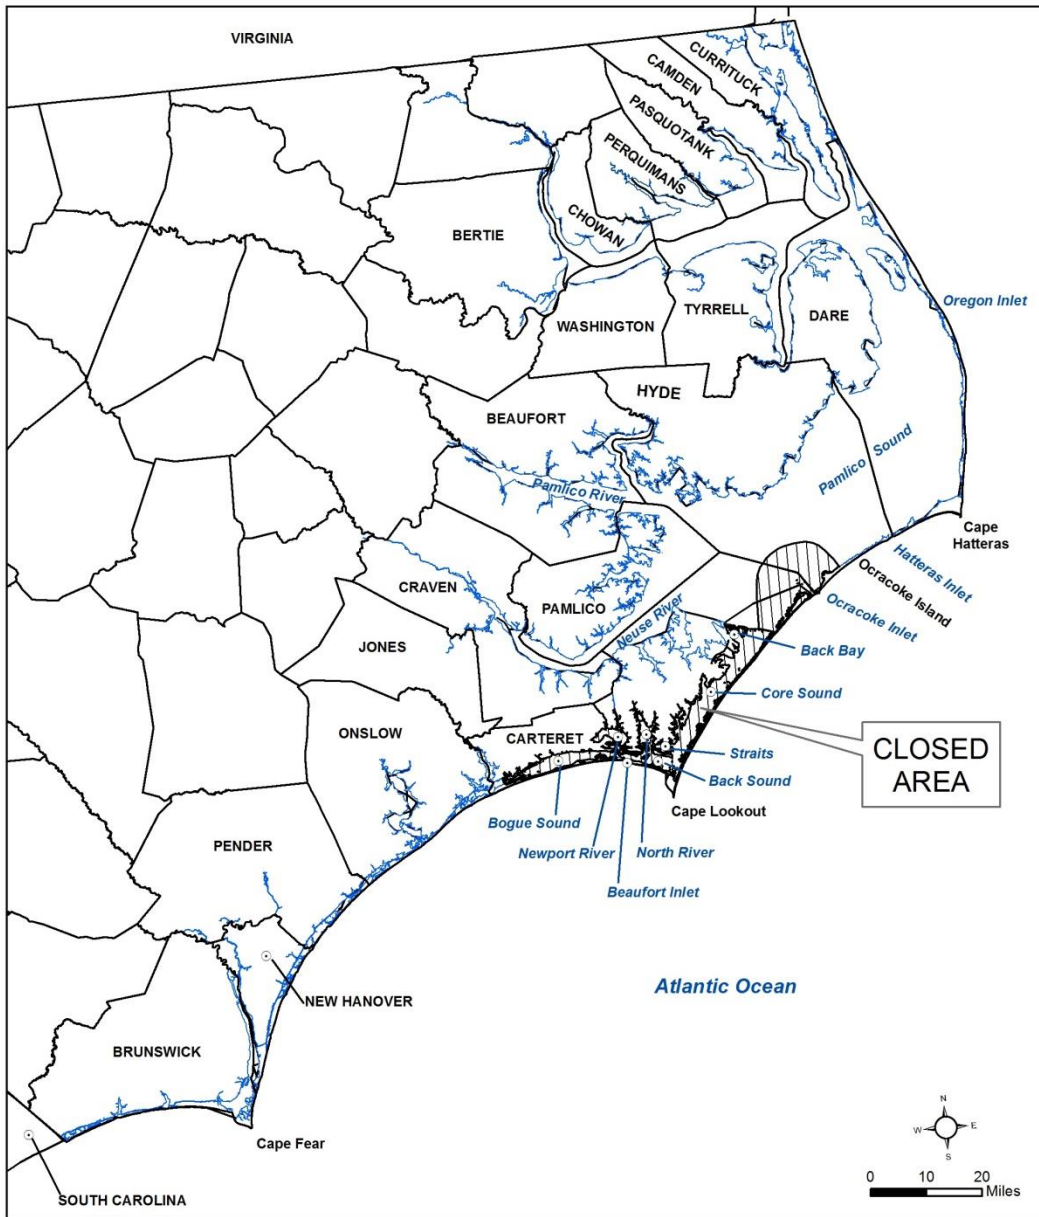 VIRGINIA
CURRITUCK
CAMDEN
PASQUOTANK
PERQUIMANS
CHOWAN
BERTIE
Oregon Inlet
TYRRELL
DARE
WASHINGTON
HYDE
BEAUFORT
Pamlico Sound
Pamlico River
Cape
Hatteras
Hatteras Inlet
Ocracoke Island
Ocracoke Inlet
CRAVEN
PAMLICO
Neuse River
JONES
Back Bay
Core Sound
ONSLOW
CARTERET
Straits
CLOSED
AREA
Back Sound
Cape Lookout
Bogue Sound
PENDER
Newport River
North River
Beaufort Inlet
Atlantic Ocean
NEW HANOVER
BRUNSWICK
N
W
E
S
Cape Fear
0 10 20
Miles
SOUTH CAROLINA